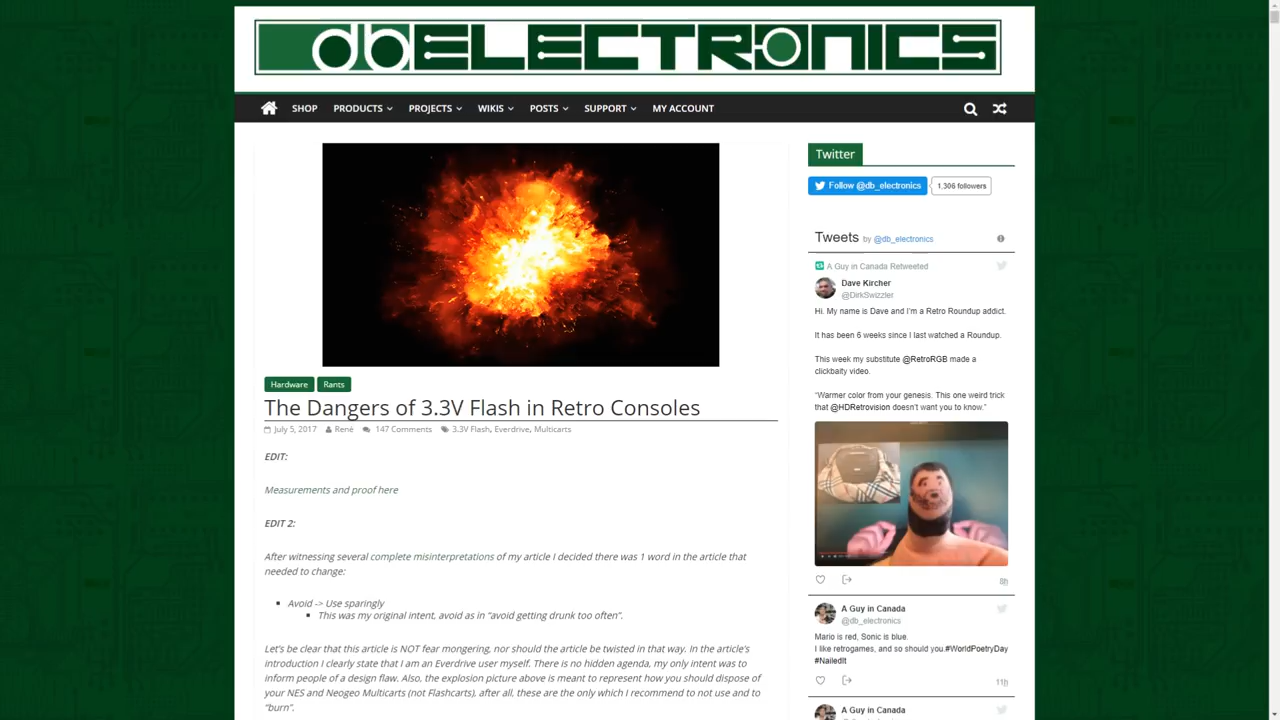 dbELECTRONICS
SHOP PRODUCTS PROJECTS WIKIS POSTS SUPPORT MY ACCOUNT
Hardware Rants
The Dangers of 3.3V Flash in Retro Consoles
July 5, 2017 René 147 Comments 3.3V Flash, Everdrive, Multicarts
EDIT:
Measurements and proof here
EDIT 2:
After witnessing several complete misinterpretations of my article I decided there was 1 word in the article that
needed to change:
Avoid -> Use sparingly
This was my original intent, avoid as in “avoid getting drunk too often”.
Let’s be clear that this article is NOT fear mongering, nor should the article be twisted in that way. In the article’s
introduction I clearly state that I am an Everdrive user myself. There is no hidden agenda, my only intent was to
inform people of a design flaw. Also, the explosion picture above is meant to represent how you should dispose of
your NES and Neogeo Multicarts (not Flashcarts), after all, these are the only which I recommend to not use and to
“burn”.
Twitter
Follow @db_electronics 1,306 followers
Tweets by @db_electronics
A Guy in Canada Retweeted
Dave Kircher
@DirkSwizzler
Hi. My name is Dave and I'm a Retro Roundup addict.
It has been 6 weeks since I last watched a Roundup.
This week my substitute @RetroRGB made a
clickbaity video.
“Warmer color from your genesis. This one weird trick
that @HDRetrovision doesn’t want you to know.”
8h
A Guy in Canada
@db_electronics
Mario is red, Sonic is blue.
I like retrogames, and so should you.#WorldPoetryDay
#NailedIt
11h
A Guy in Canada